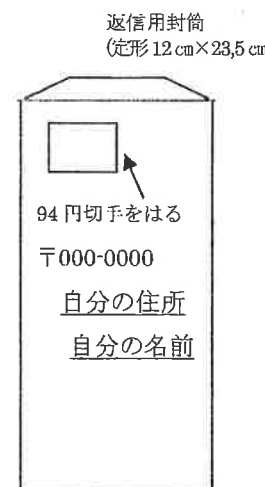 返信用封筒
(定形 12 cm×23,5 cm
94 円切手をはる
〒000-0000
自分の住所
自分の名前